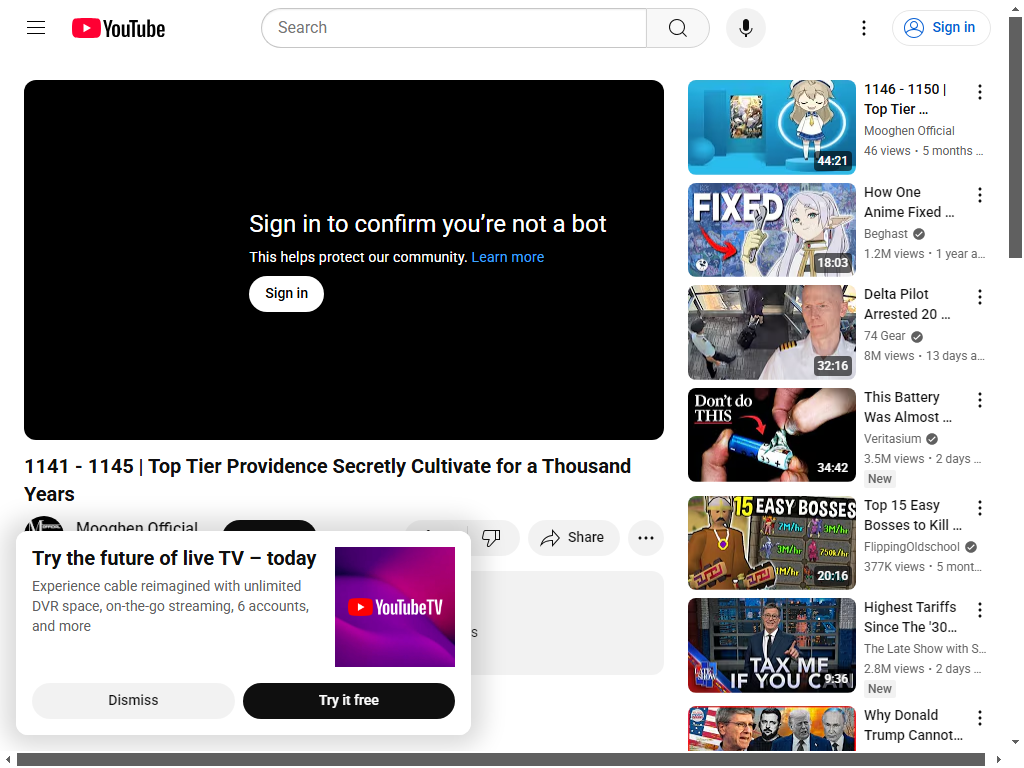 YouTube
Search
Sign in
Sign in to confirm you're not a bot
This helps protect our community. Learn more
Sign in
1141 - 1145 | Top Tier Providence Secretly Cultivate for a Thousand
Years
Mooghen Official
Share
Try the future of live TV – today
Experience cable reimagined with unlimited
DVR space, on-the-go streaming, 6 accounts,
and more
YouTubeTV
Dismiss
Try it free
44:21
1146 - 1150 |
Top Tier ...
Mooghen Official
46 views • 5 months ...
FIXED
18:03
How One
Anime Fixed ...
Beghast
1.2M views • 1 year a...
32:16
Delta Pilot
Arrested 20 ...
74 Gear
8M views • 13 days a...
Don't do
THIS
34:42
This Battery
Was Almost ...
Veritasium
3.5M views • 2 days ...
New
15 EASY BOSSES
7M/hr
3M/hr
3M/hr
750k/hr
1M/hr
20:16
Top 15 Easy
Bosses to Kill ...
FlippingOldschool
377K views • 5 mont...
LATE SHOW
TAX ME
IF YOU CAN
9:36
Highest Tariffs
Since The '30...
The Late Show with S...
2.8M views • 2 days ...
New
Why Donald
Trump Cannot...